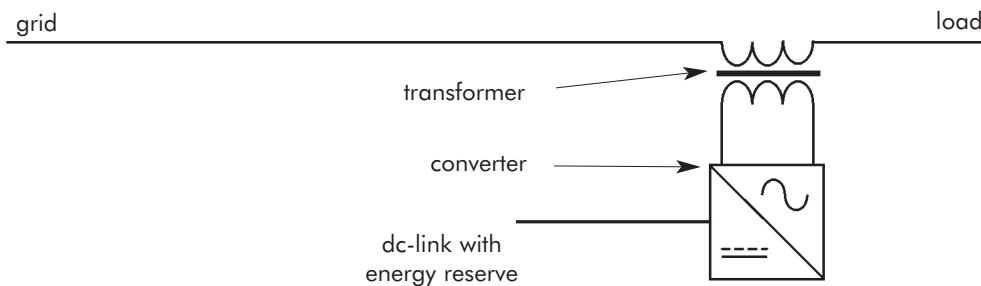 grid
load
transformer
converter
dc-link with
energy reserve